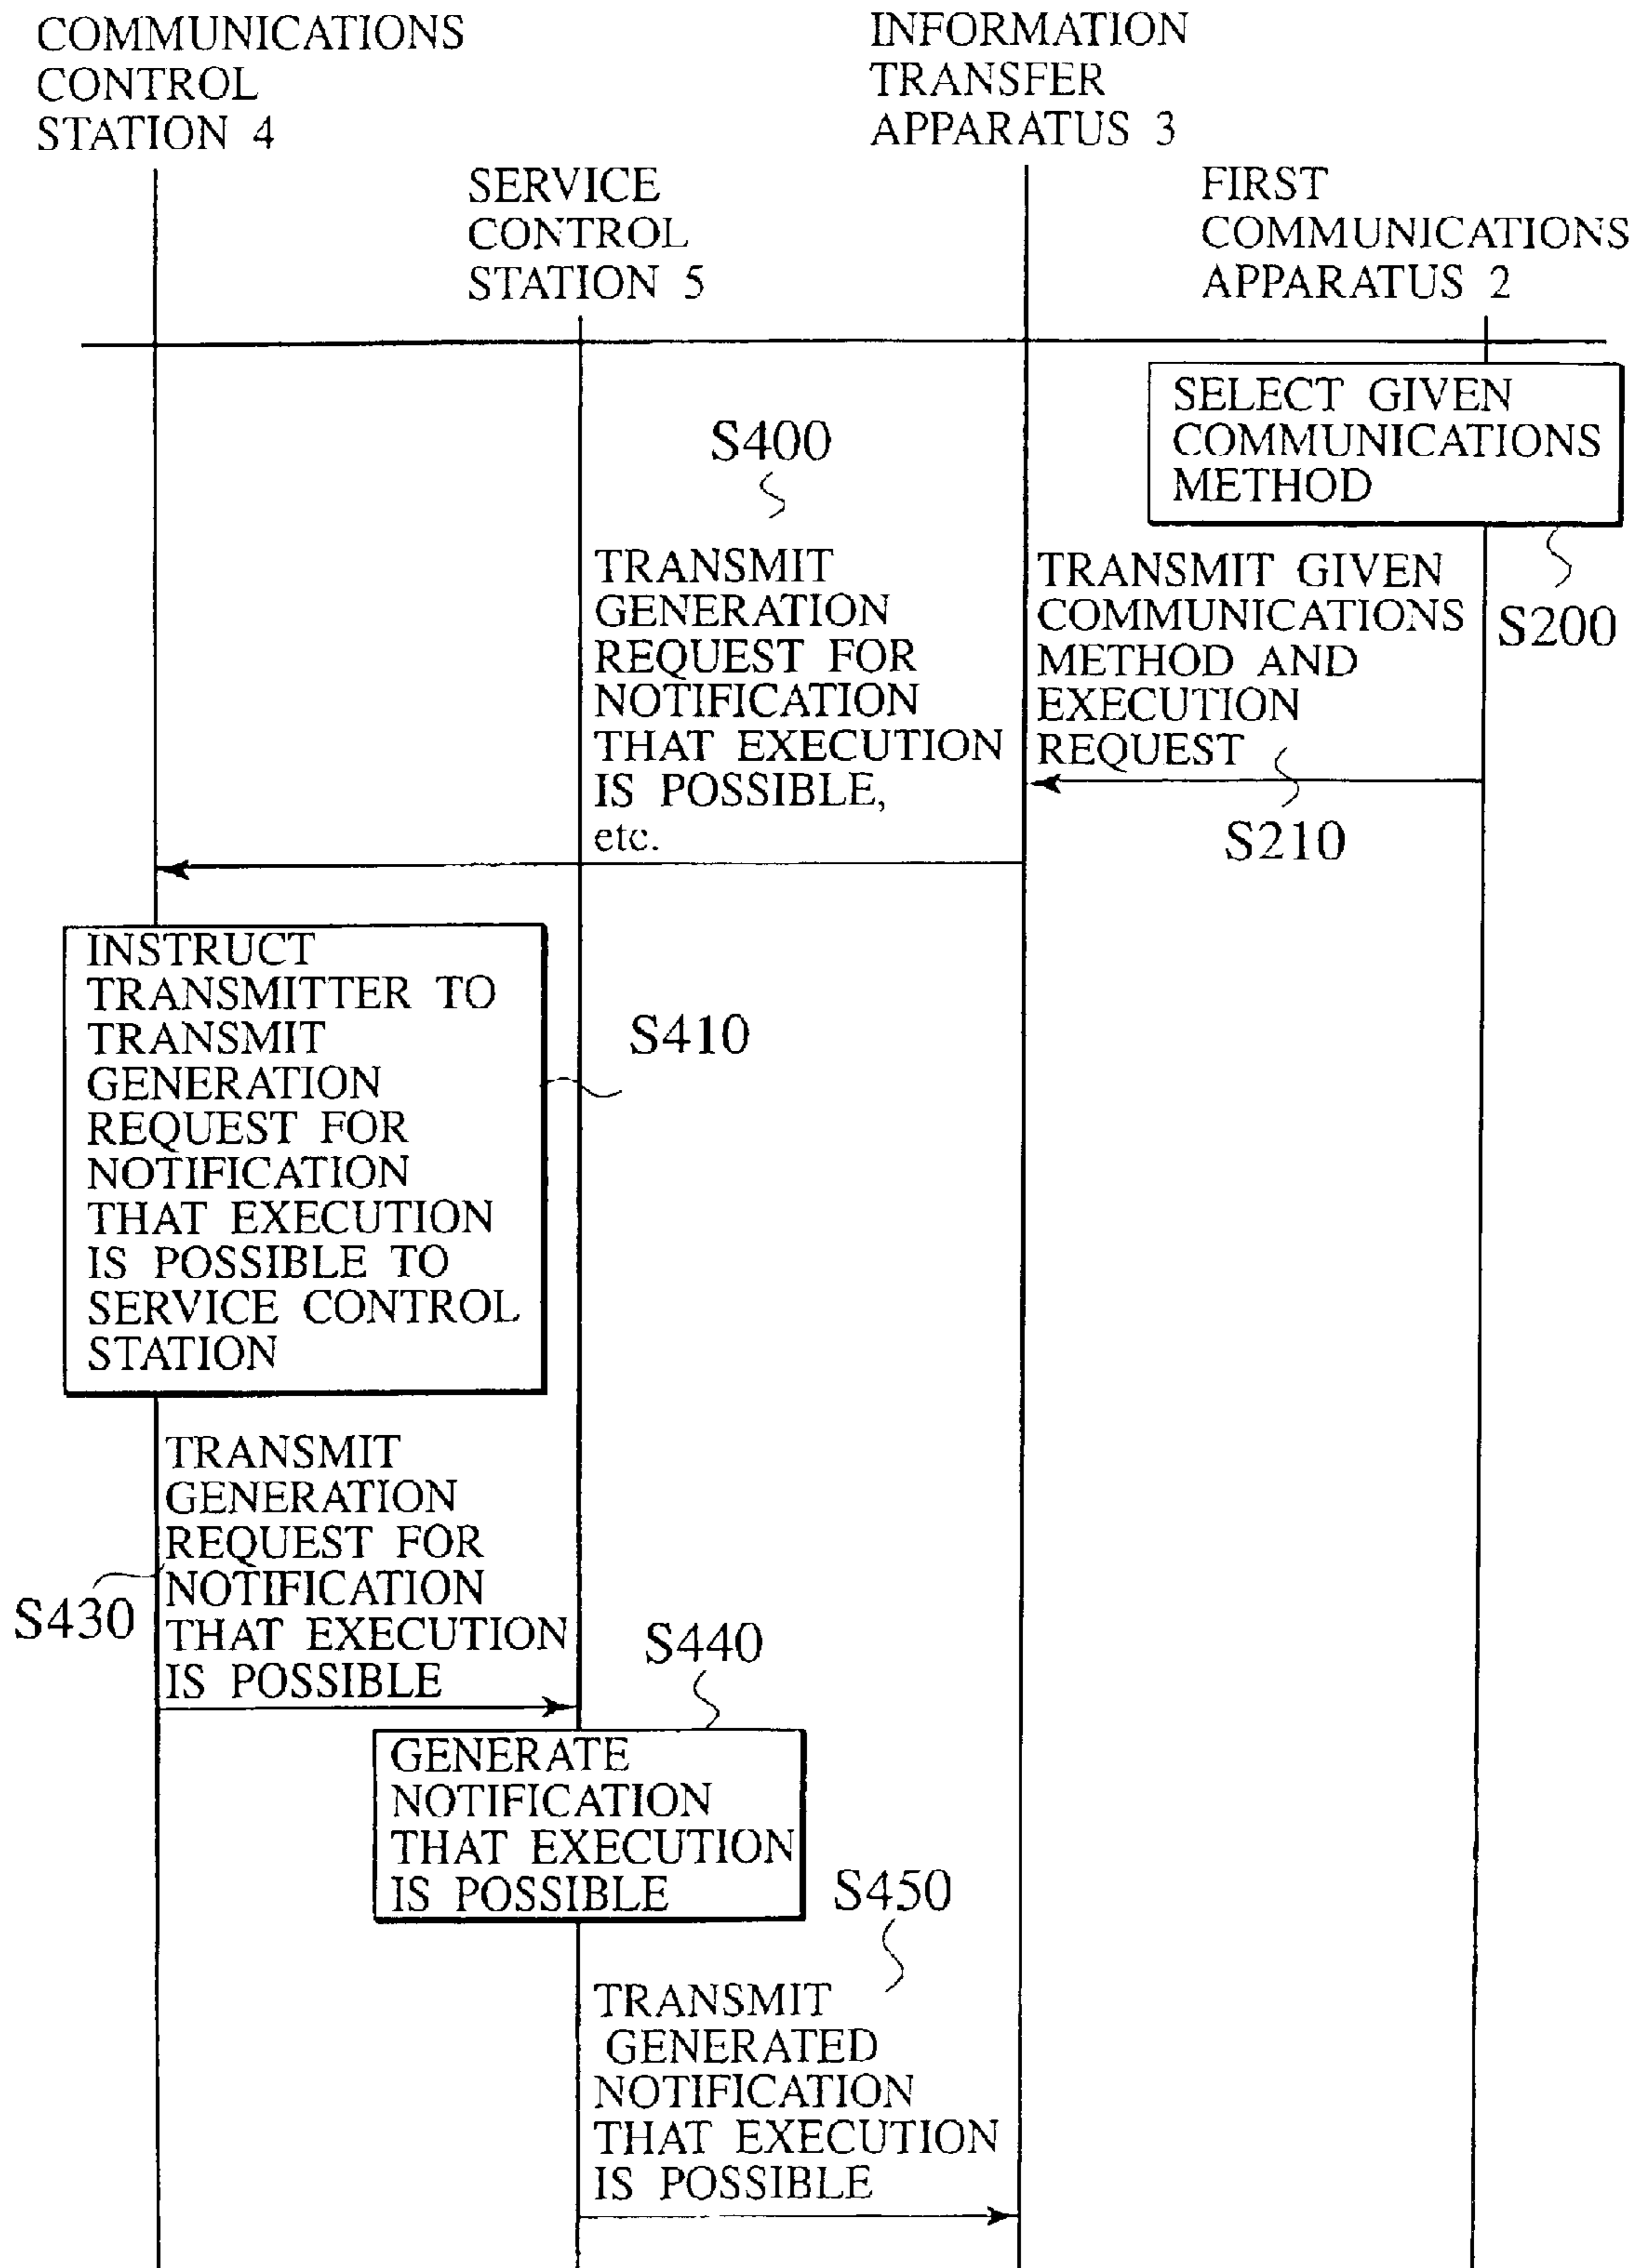 COMMUNICATIONS
CONTROL
STATION 4
SERVICE
CONTROL
STATION 5
INFORMATION
TRANSFER
APPARATUS 3
FIRST
COMMUNICATIONS
APPARATUS 2
SELECT GIVEN
COMMUNICATIONS
METHOD
S200
TRANSMIT GIVEN
COMMUNICATIONS
METHOD AND
EXECUTION
REQUEST
S210
S400
TRANSMIT
GENERATION
REQUEST FOR
NOTIFICATION
THAT EXECUTION
IS POSSIBLE,
etc.
INSTRUCT
TRANSMITTER TO
TRANSMIT
GENERATION
REQUEST FOR
NOTIFICATION
THAT EXECUTION
IS POSSIBLE TO
SERVICE CONTROL
STATION
S410
TRANSMIT
GENERATION
REQUEST FOR
NOTIFICATION
THAT EXECUTION
IS POSSIBLE
S430
S440
GENERATE
NOTIFICATION
THAT EXECUTION
IS POSSIBLE
S450
TRANSMIT
GENERATED
NOTIFICATION
THAT EXECUTION
IS POSSIBLE